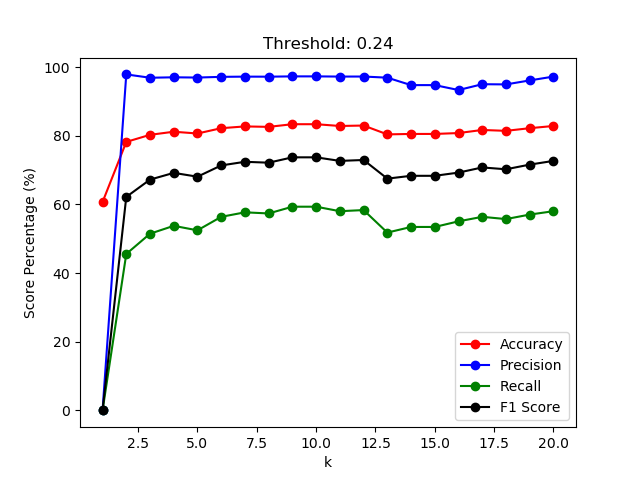 Threshold: 0.24
100
80
60
40
20
0
Score Percentage (%)
2.5 5.0 7.5 10.0 12.5 15.0 17.5 20.0
k
Accuracy
Precision
Recall
F1 Score